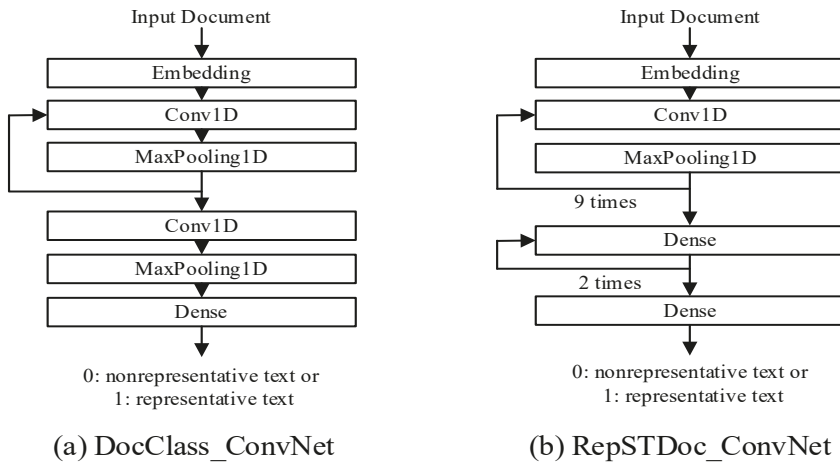 Input Document
Embedding
Conv1D
MaxPooling1D
Conv1D
MaxPooling1D
Dense
0: nonrepresentative text or
1: representative text
(a) DocClass_ConvNet
Input Document
Embedding
Conv1D
MaxPooling1D
9 times
Dense
2 times
Dense
0: nonrepresentative text or
1: representative text
(b) RepSTDoc_ConvNet